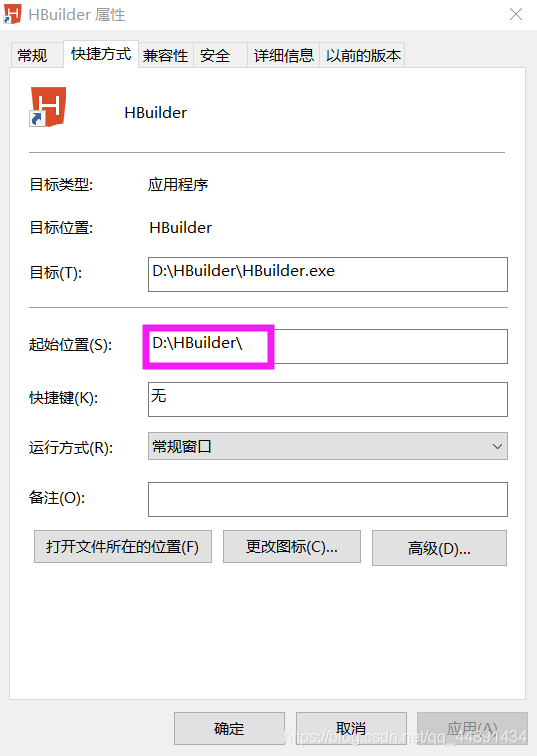 HBuilder 属性
常规 快捷方式 兼容性 安全 详细信息 以前的版本
HBuilder
目标类型: 应用程序
目标位置: HBuilder
目标(T): D:\HBuilder\HBuilder.exe
起始位置(S): D:\HBuilder\
快捷键(K): 无
运行方式(R): 常规窗口
备注(O):
打开文件所在的位置(F) 更改图标(C)... 高级(D)...
确定 取消 应用(A)
https://blog.csdn.net/qq_44891434